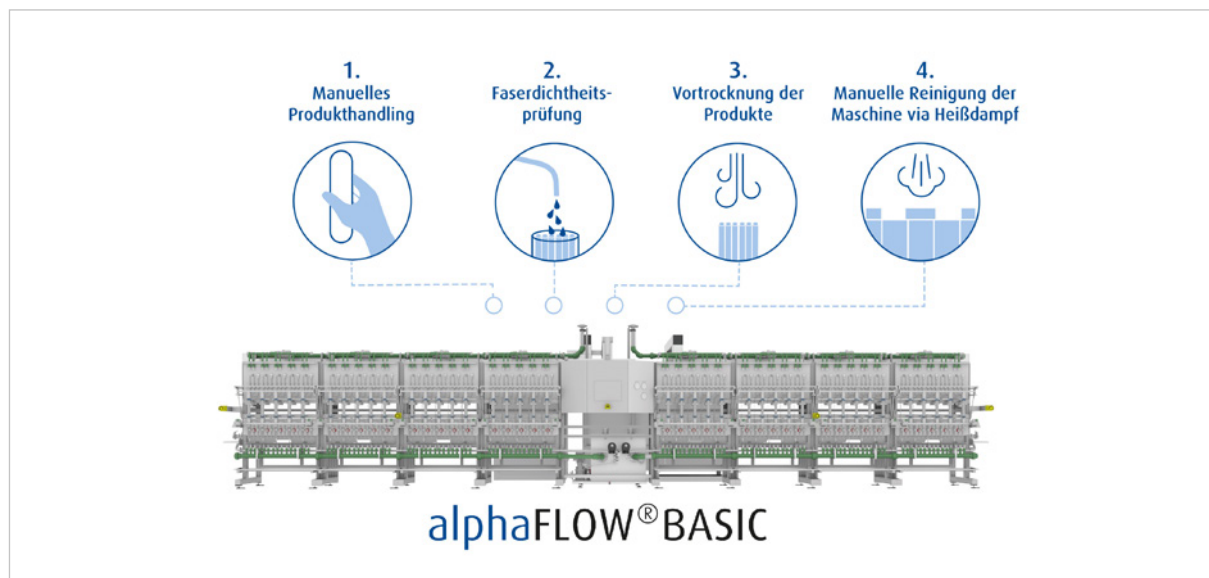 1.
Manuelles
Produkthandling
2.
Faserdichtheits-
prüfung
3.
Vortrocknung der
Produkte
4.
Manuelle Reinigung der
Maschine via Heißdampf
alphaFLOW® BASIC